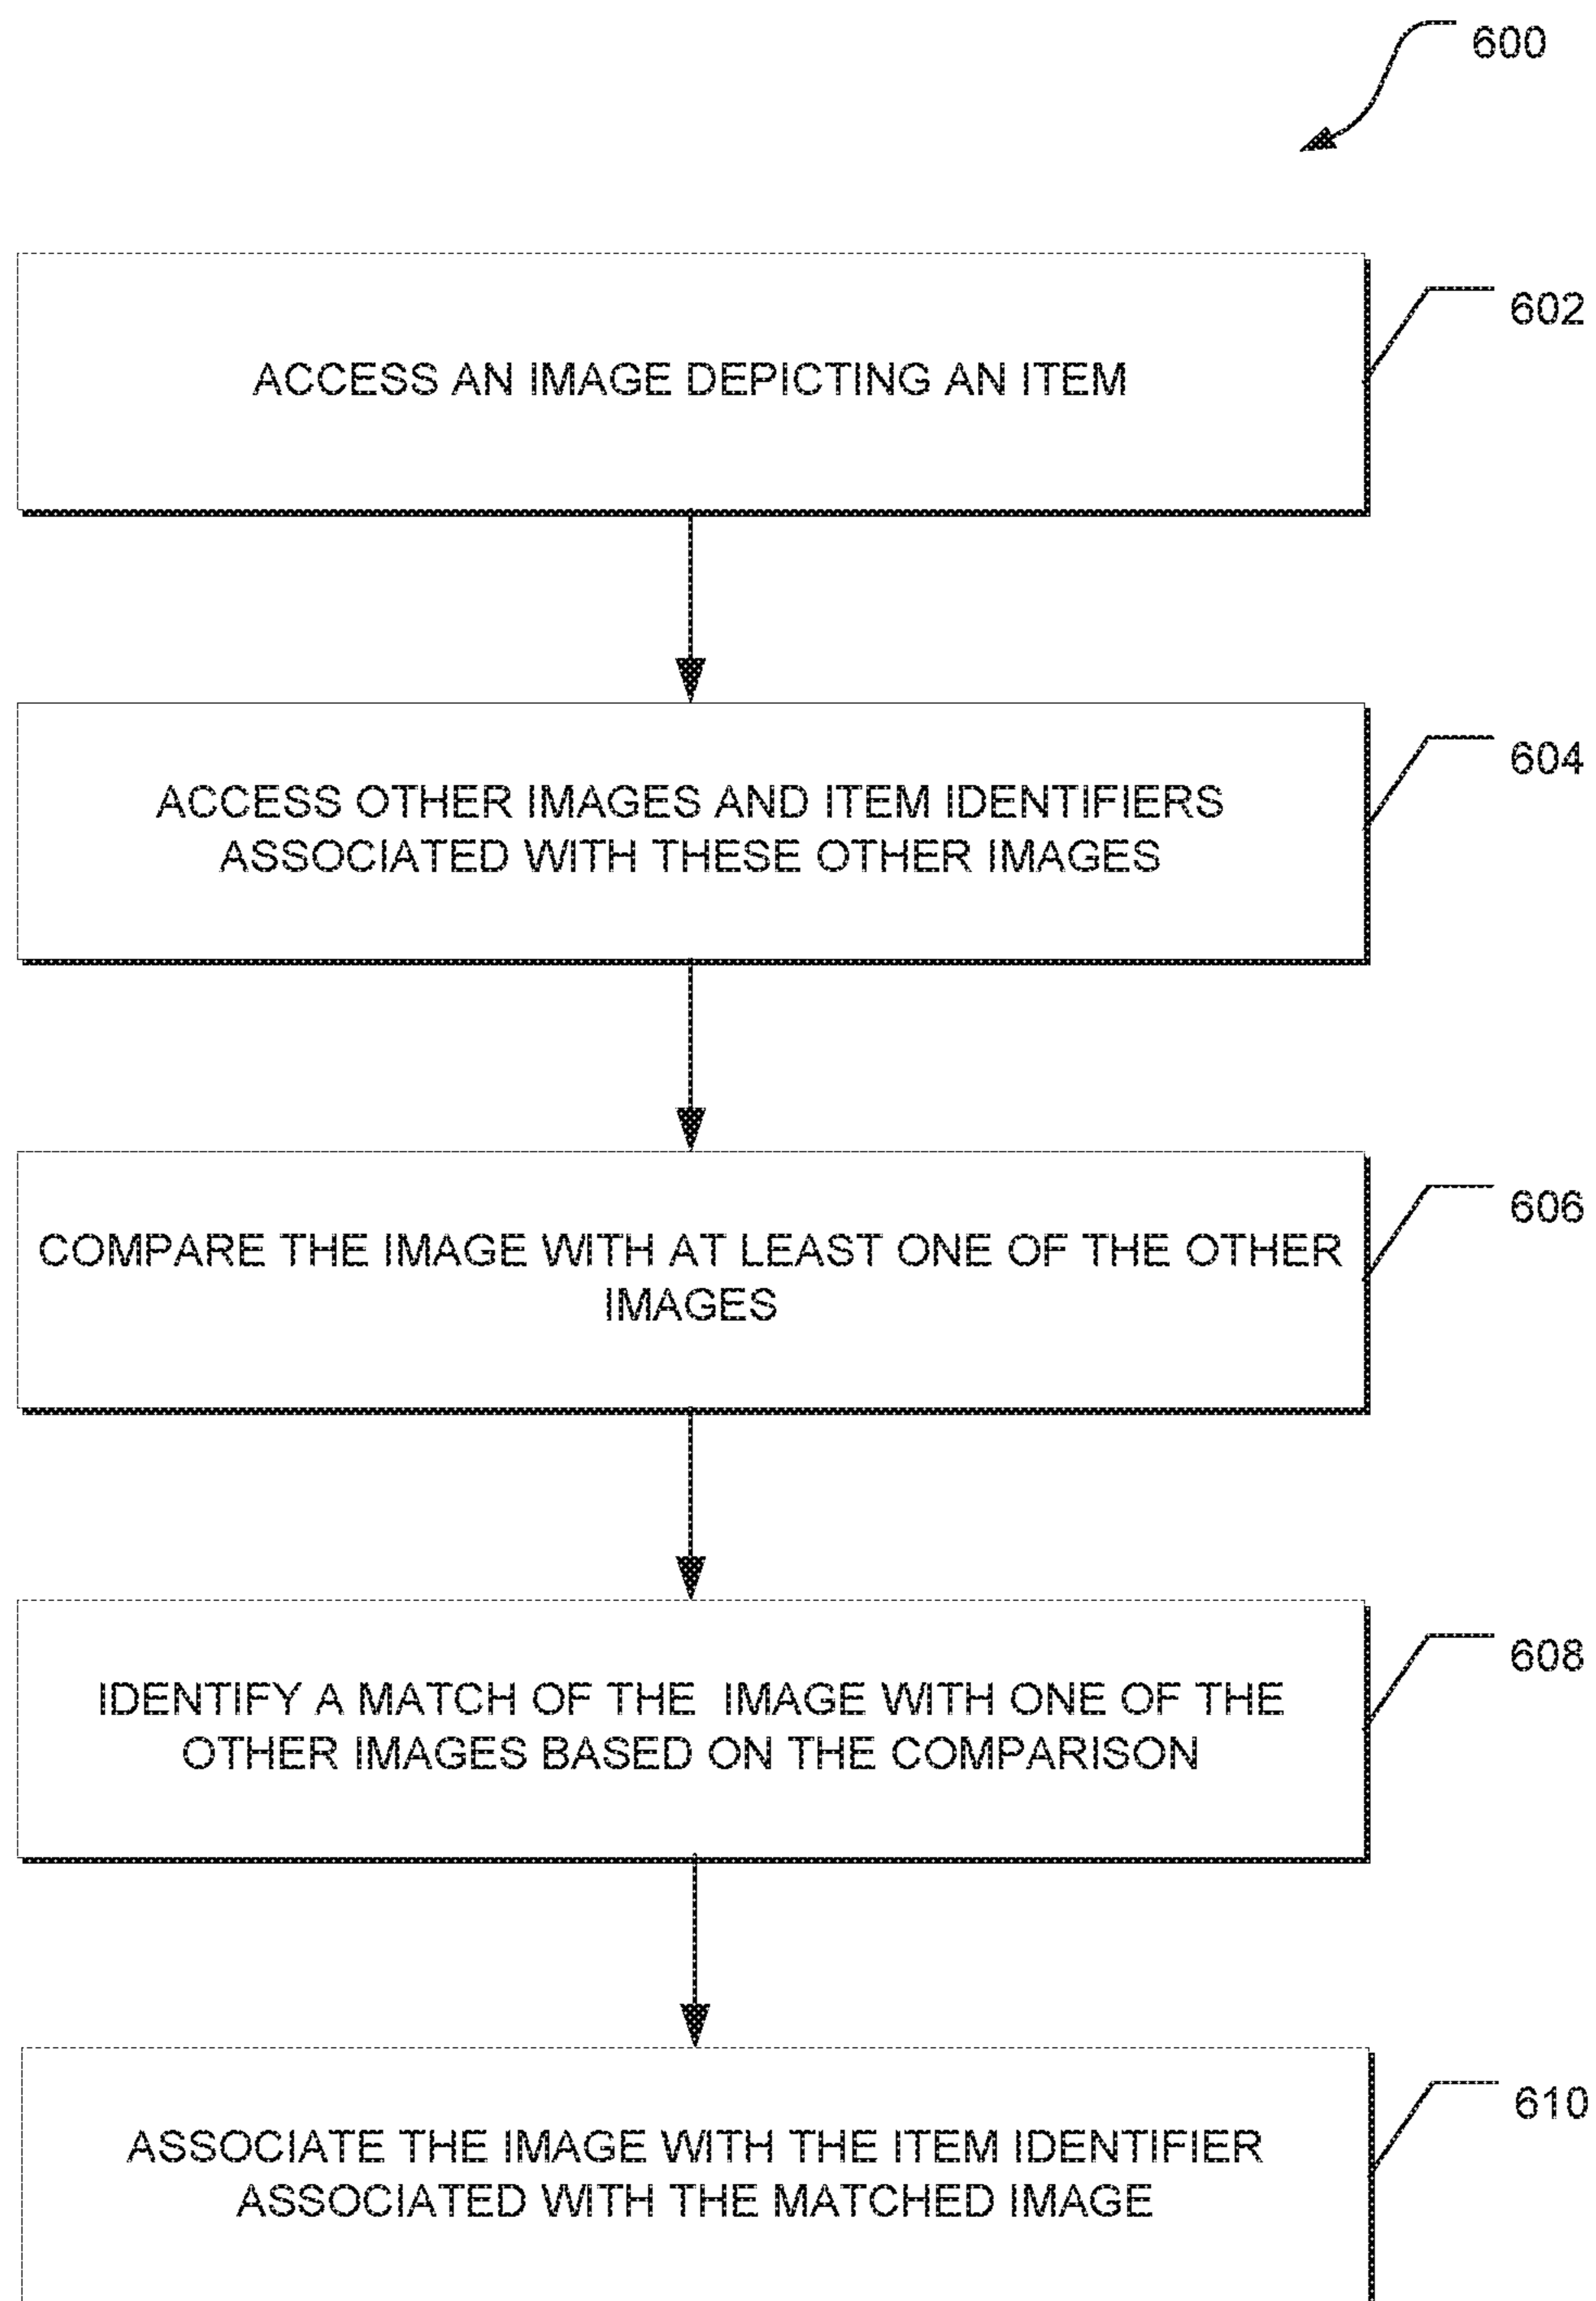 600
602
ACCESS AN IMAGE DEPICTING AN ITEM
604
ACCESS OTHER IMAGES AND ITEM IDENTIFIERS
ASSOCIATED WITH THESE OTHER IMAGES
606
COMPARE THE IMAGE WITH AT LEAST ONE OF THE OTHER
IMAGES
608
IDENTIFY A MATCH OF THE IMAGE WITH ONE OF THE
OTHER IMAGES BASED ON THE COMPARISON
610
ASSOCIATE THE IMAGE WITH THE ITEM IDENTIFIER
ASSOCIATED WITH THE MATCHED IMAGE